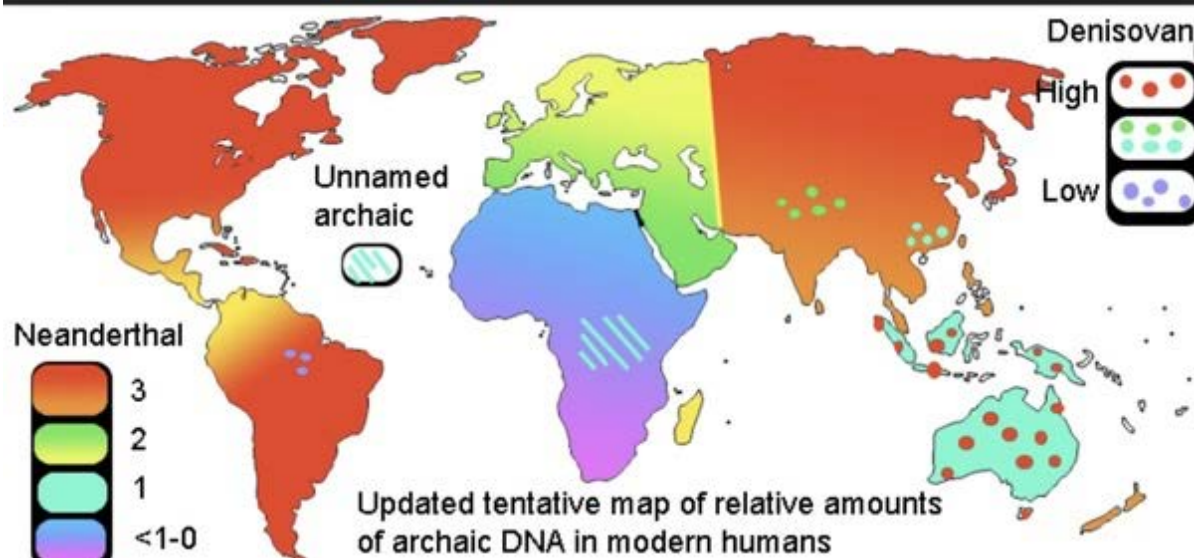 Denisovan
High
Low
Unnamed
archaic
Neanderthal
3
2
1
<1-0
Updated tentative map of relative amounts
of archaic DNA in modern humans